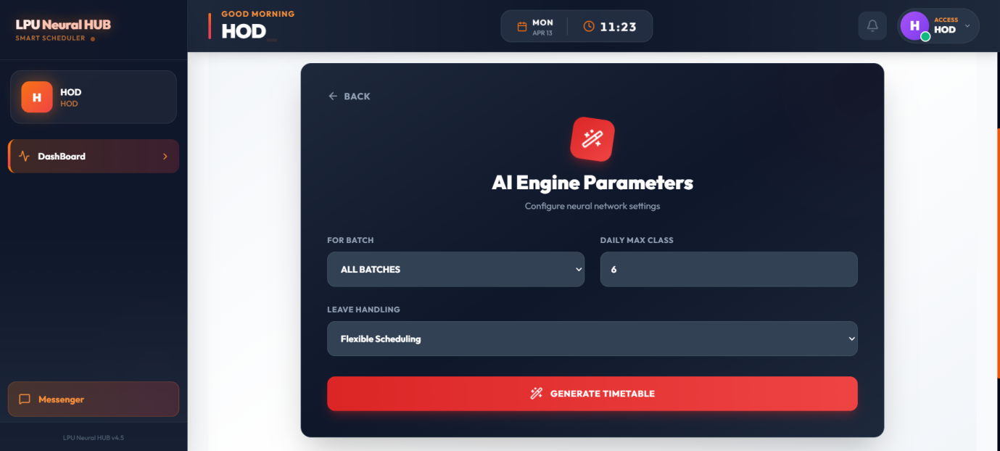 LPU Neural HUB
SMART SCHEDULER
H
HOD
HOD
DashBoard
Messenger
LPU Neural HUB v4.5
GOOD MORNING
HOD
MON
APR 13
11:23
H
ACCESS
HOD
BACK
AI Engine Parameters
Configure neural network settings
FOR BATCH
ALL BATCHES
DAILY MAX CLASS
6
LEAVE HANDLING
Flexible Scheduling
GENERATE TIMETABLE